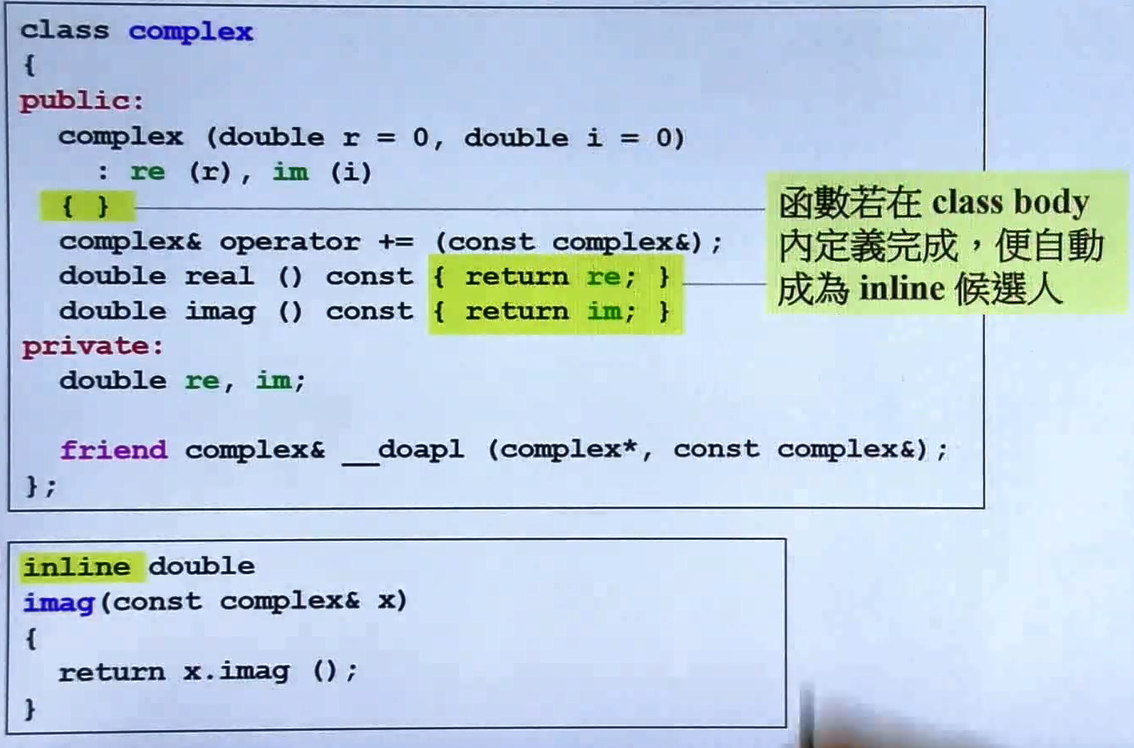 class complex
{
public:
  complex (double r = 0, double i = 0)
    : re (r), im (i)
  { }
  complex& operator += (const complex&);
  double real () const { return re; }
  double imag () const { return im; }
private:
  double re, im;
  friend complex& __doapl (complex*, const complex&);
};
函數若在 class body
內定義完成，便自動
成為 inline 候選人
inline double
imag(const complex& x)
{
  return x.imag ();
}